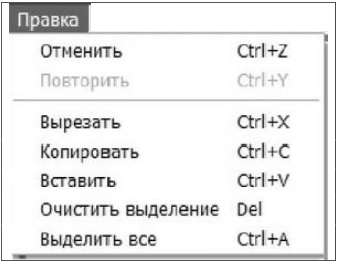 Правка
Отменить Ctrl+Z
Повторить Ctrl+Y
Вырезать Ctrl+X
Копировать Ctrl+C
Вставить Ctrl+V
Очистить выделение Del
Выделить все Ctrl+A